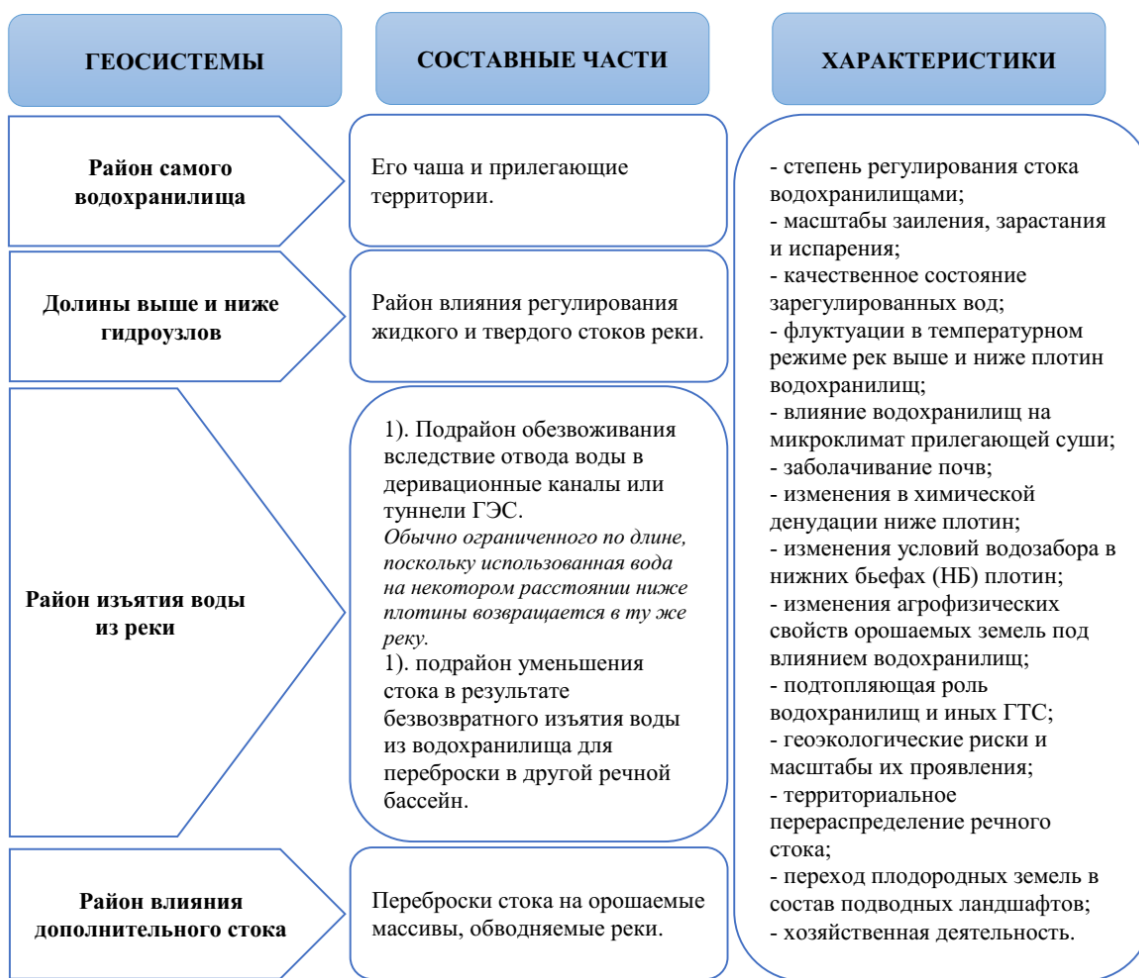 ГЕОСИСТЕМЫ
СОСТАВНЫЕ ЧАСТИ
ХАРАКТЕРИСТИКИ
Район самого
водохранилища
Его чаша и прилегающие
территории.
Долины выше и ниже
гидроузлов
Район влияния регулирования
жидкого и твердого стоков реки.
Район изъятия воды
из реки
1). Подрайон обезвоживания
вследствие отвода воды в
деривационные каналы или
туннели ГЭС.
Обычно ограниченного по длине,
поскольку использованная вода
на некотором расстоянии ниже
плотины возвращается в ту же
реку.
1). подрайон уменьшения
стока в результате
безвозвратного изъятия воды
из водохранилища для
переброски в другой речной
бассейн.
Район влияния
дополнительного стока
Переброски стока на орошаемые
массивы, обводняемые реки.
- степень регулирования стока
водохранилищами;
- масштабы заиления, зарастания
и испарения;
- качественное состояние
зарегулированных вод;
- флуктуации в температурном
режиме рек выше и ниже плотин
водохранилищ;
- влияние водохранилищ на
микроклимат прилегающей суши;
- заболачивание почв;
- изменения в химической
денудации ниже плотин;
- изменения условий водозабора в
нижних бьефах (НБ) плотин;
- изменения агрофизических
свойств орошаемых земель под
влиянием водохранилищ;
- подтопляющая роль
водохранилищ и иных ГТС;
- геоэкологические риски и
масштабы их проявления;
- территориальное
перераспределение речного
стока;
- переход плодородных земель в
состав подводных ландшафтов;
- хозяйственная деятельность.